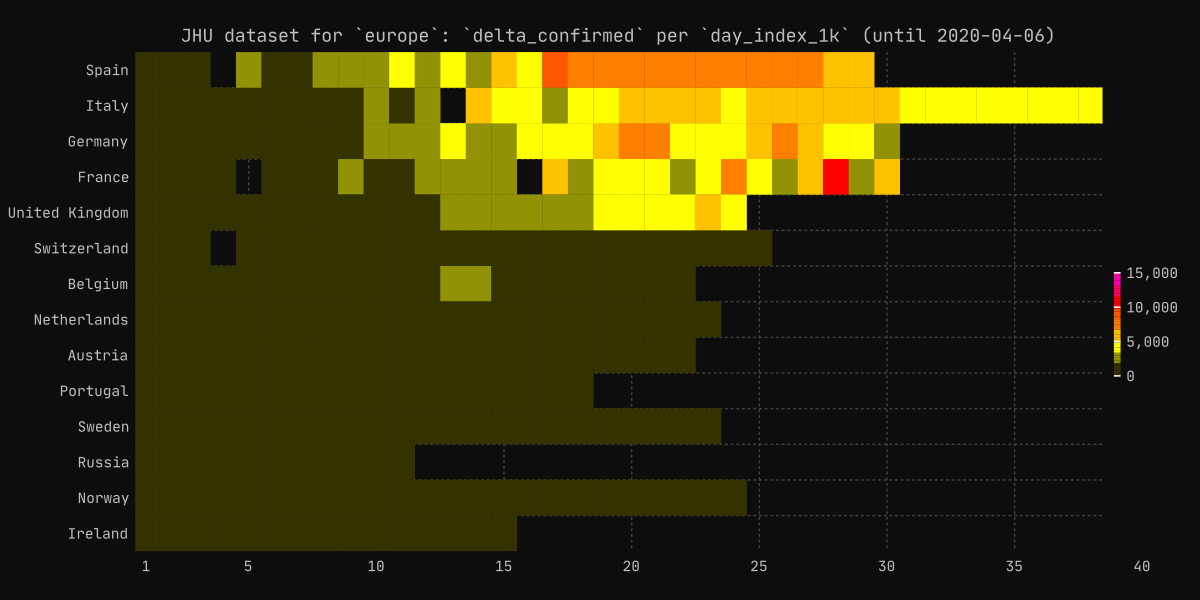 JHU dataset for `europe`: `delta_confirmed` per `day_index_1k` (until 2020-04-06)
Spain
Italy
Germany
France
United Kingdom
Switzerland
Belgium
Netherlands
Austria
Portugal
Sweden
Russia
Norway
Ireland
15,000
10,000
5,000
0
1 5 10 15 20 25 30 35 40